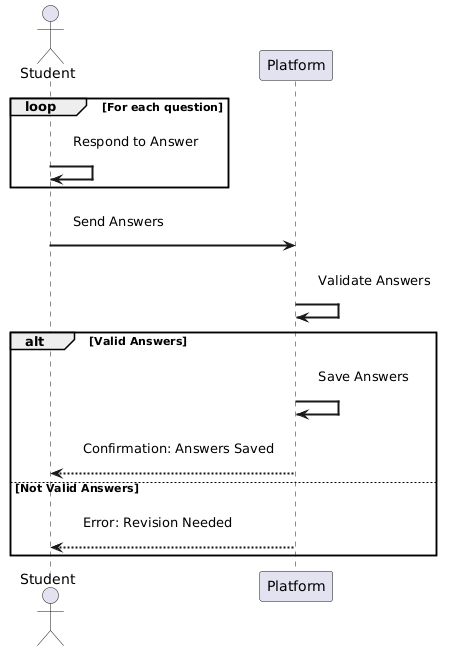 Student
Platform
loop
[For each question]
Respond to Answer
Send Answers
Validate Answers
alt
[Valid Answers]
Save Answers
Confirmation: Answers Saved
[Not Valid Answers]
Error: Revision Needed
Student
Platform